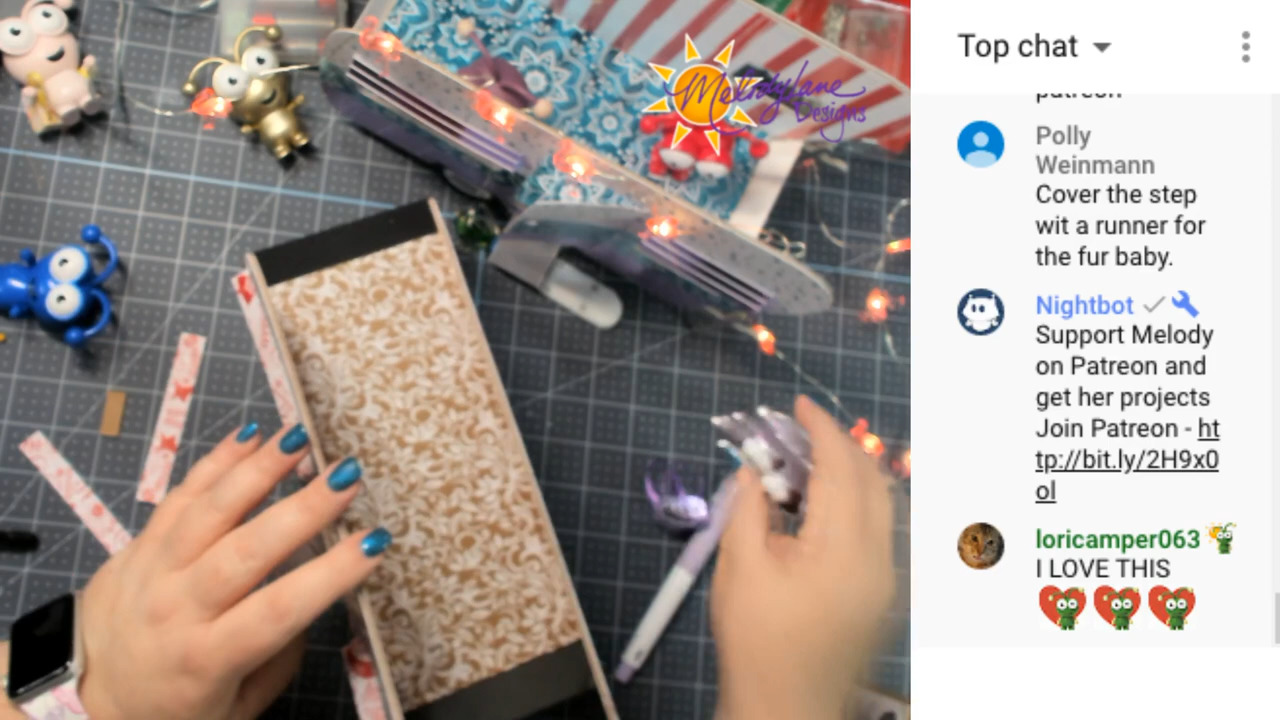 MelodyLane
Designs
Top chat
patreon
Polly
Weinmann
Cover the step
wit a runner for
the fur baby.
Nightbot
Support Melody
on Patreon and
get her projects
Join Patreon - ht
tp://bit.ly/2H9x0
ol
loricamper063
I LOVE THIS